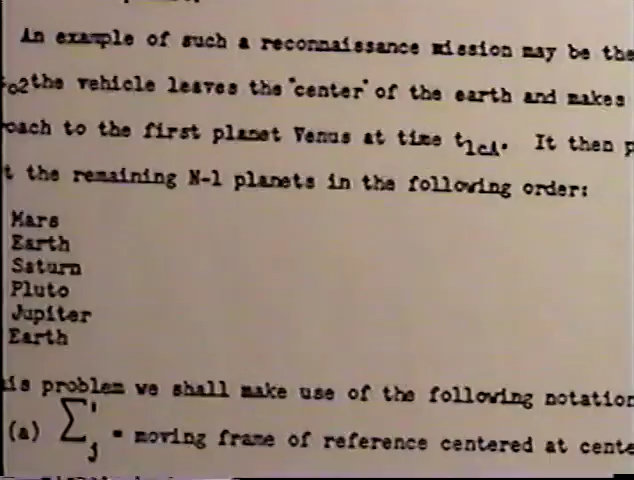 An example of such a reconnaissance mission may be the
to2 the vehicle leaves the "center" of the earth and makes
oach to the first planet Venus at time t1cA. It then p
t the remaining N-1 planets in the following order:
Mars
Earth
Saturn
Pluto
Jupiter
Earth
is problem we shall make use of the following notation
(a) Σ'j = moving frame of reference centered at cente